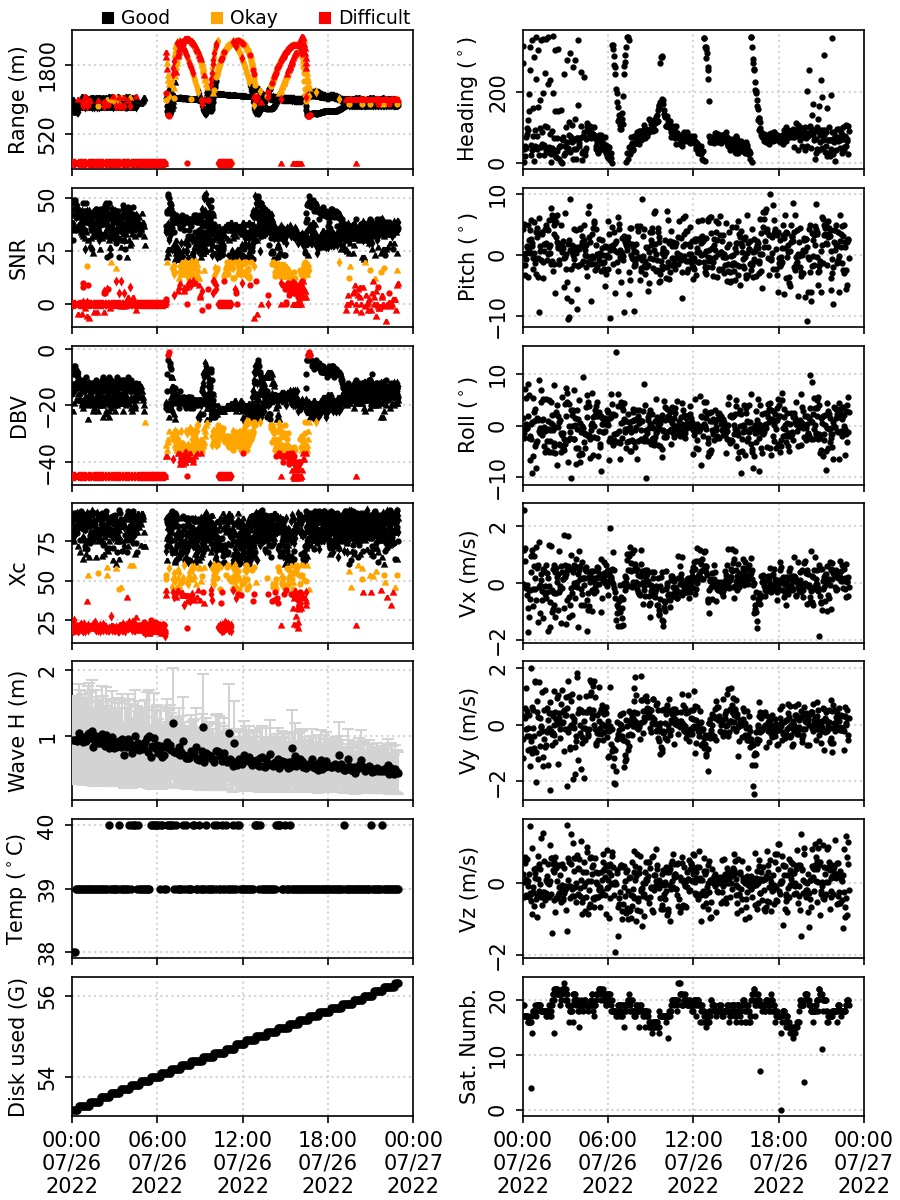 Good Okay Difficult
Range (m)
1800
520
Heading (°)
200
0
SNR
50
25
0
Pitch (°)
10
0
−10
DBV
0
−20
−40
Roll (°)
10
0
−10
Xc
75
50
25
Vx (m/s)
2
0
−2
Wave H (m)
2
1
Vy (m/s)
2
0
−2
Temp (°C)
40
39
38
Vz (m/s)
0
−2
Disk used (G)
56
54
Sat. Numb.
20
10
0
00:00 06:00 12:00 18:00 00:00
07/26 07/26 07/26 07/26 07/27
2022 2022 2022 2022 2022
00:00 06:00 12:00 18:00 00:00
07/26 07/26 07/26 07/26 07/27
2022 2022 2022 2022 2022